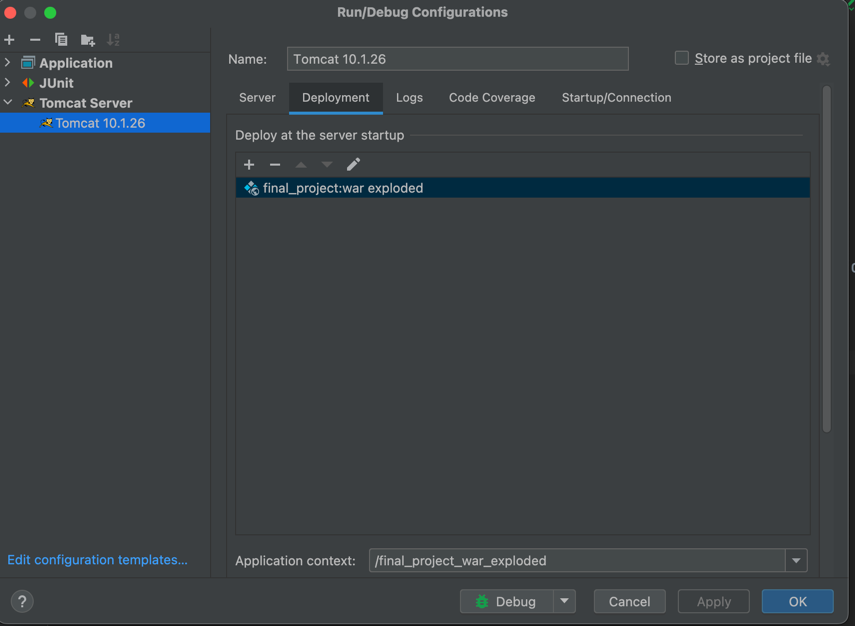 Run/Debug Configurations
Application
JUnit
Tomcat Server
Tomcat 10.1.26
Edit configuration templates...
Name: Tomcat 10.1.26 Store as project file
Server Deployment Logs Code Coverage Startup/Connection
Deploy at the server startup
final_project:war exploded
Application context: /final_project_war_exploded
? Debug Cancel Apply OK